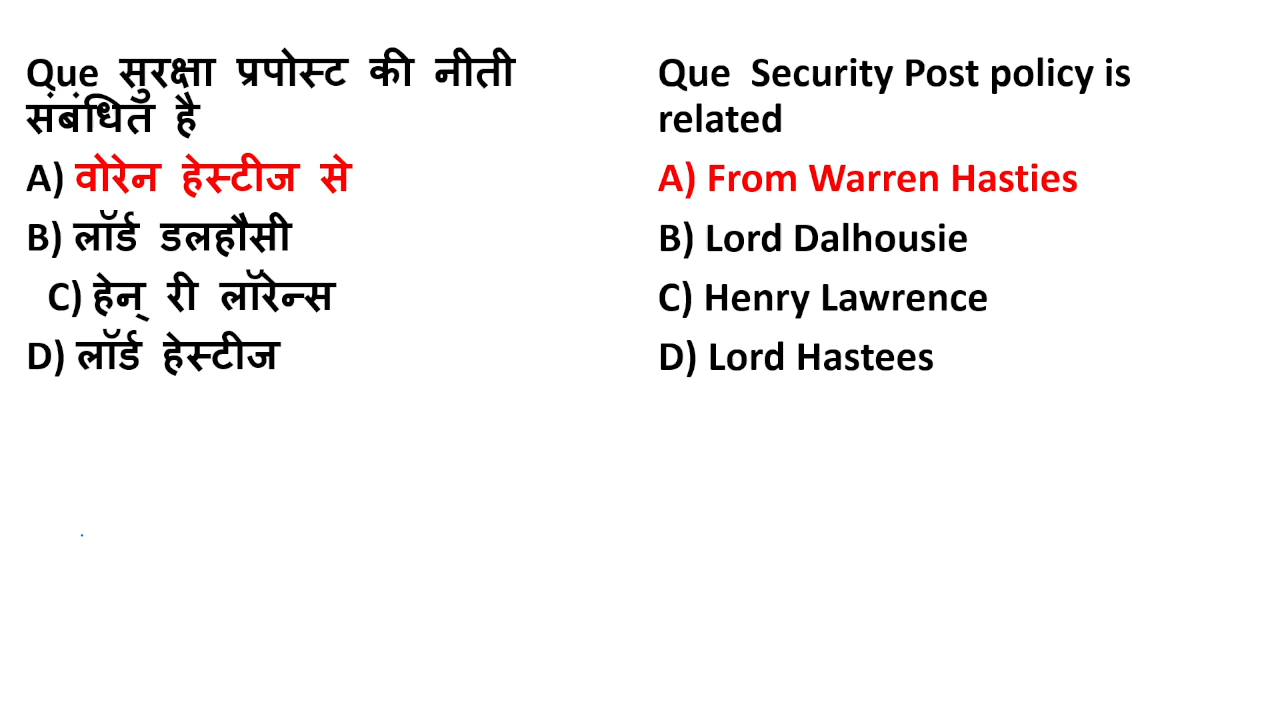 Que सुरक्षा प्रपोस्ट की नीती
संबंधित है
A) वोरेन हेस्टीज से
B) लॉर्ड डलहौसी
C) हेन् री लॉरेन्स
D) लॉर्ड हेस्टीज
Que Security Post policy is
related
A) From Warren Hasties
B) Lord Dalhousie
C) Henry Lawrence
D) Lord Hastees